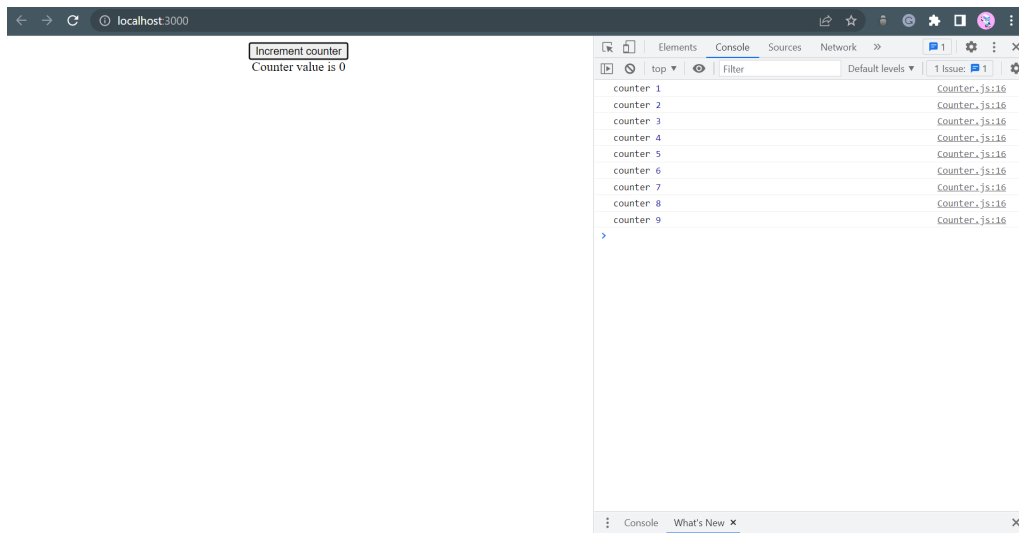 localhost:3000
Increment counter
Counter value is 0
Elements Console Sources Network » 1
top ▼ Filter Default levels ▼ 1 Issue: 1
counter 1 Counter.js:16
counter 2 Counter.js:16
counter 3 Counter.js:16
counter 4 Counter.js:16
counter 5 Counter.js:16
counter 6 Counter.js:16
counter 7 Counter.js:16
counter 8 Counter.js:16
counter 9 Counter.js:16
Console What's New ×